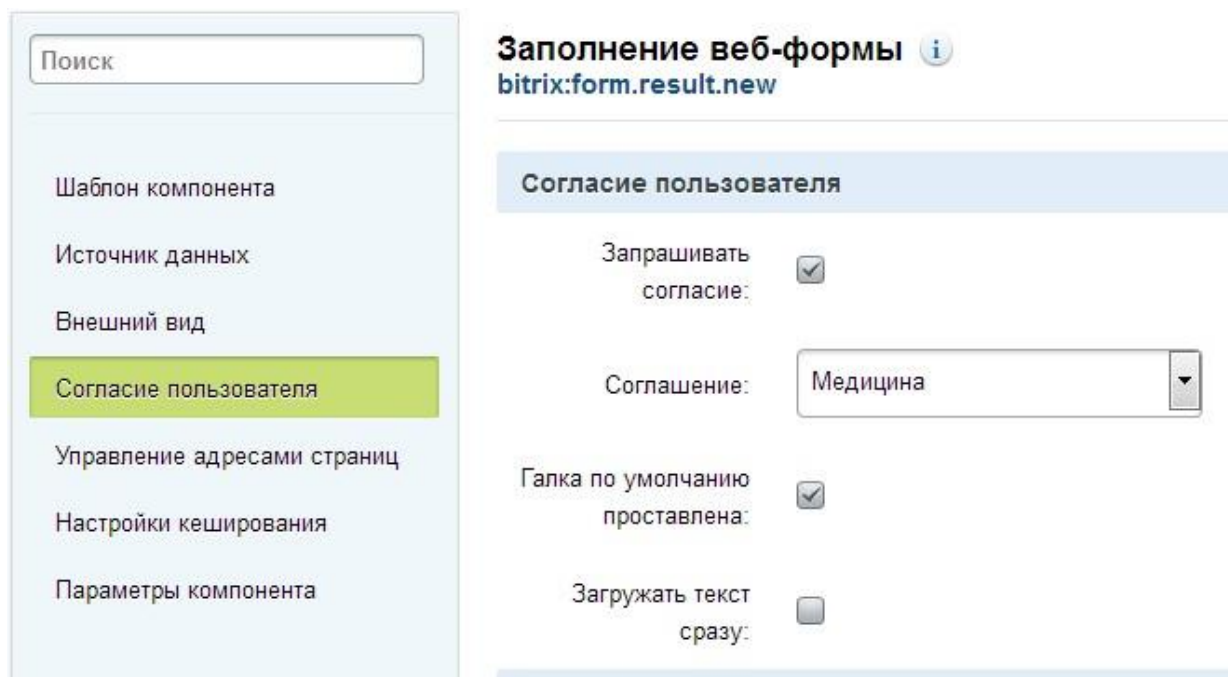 Поиск
Шаблон компонента
Источник данных
Внешний вид
Согласие пользователя
Управление адресами страниц
Настройки кеширования
Параметры компонента
Заполнение веб-формы i
bitrix:form.result.new
Согласие пользователя
Запрашивать
согласие:
Соглашение: Медицина
Галка по умолчанию
проставлена:
Загружать текст
сразу: